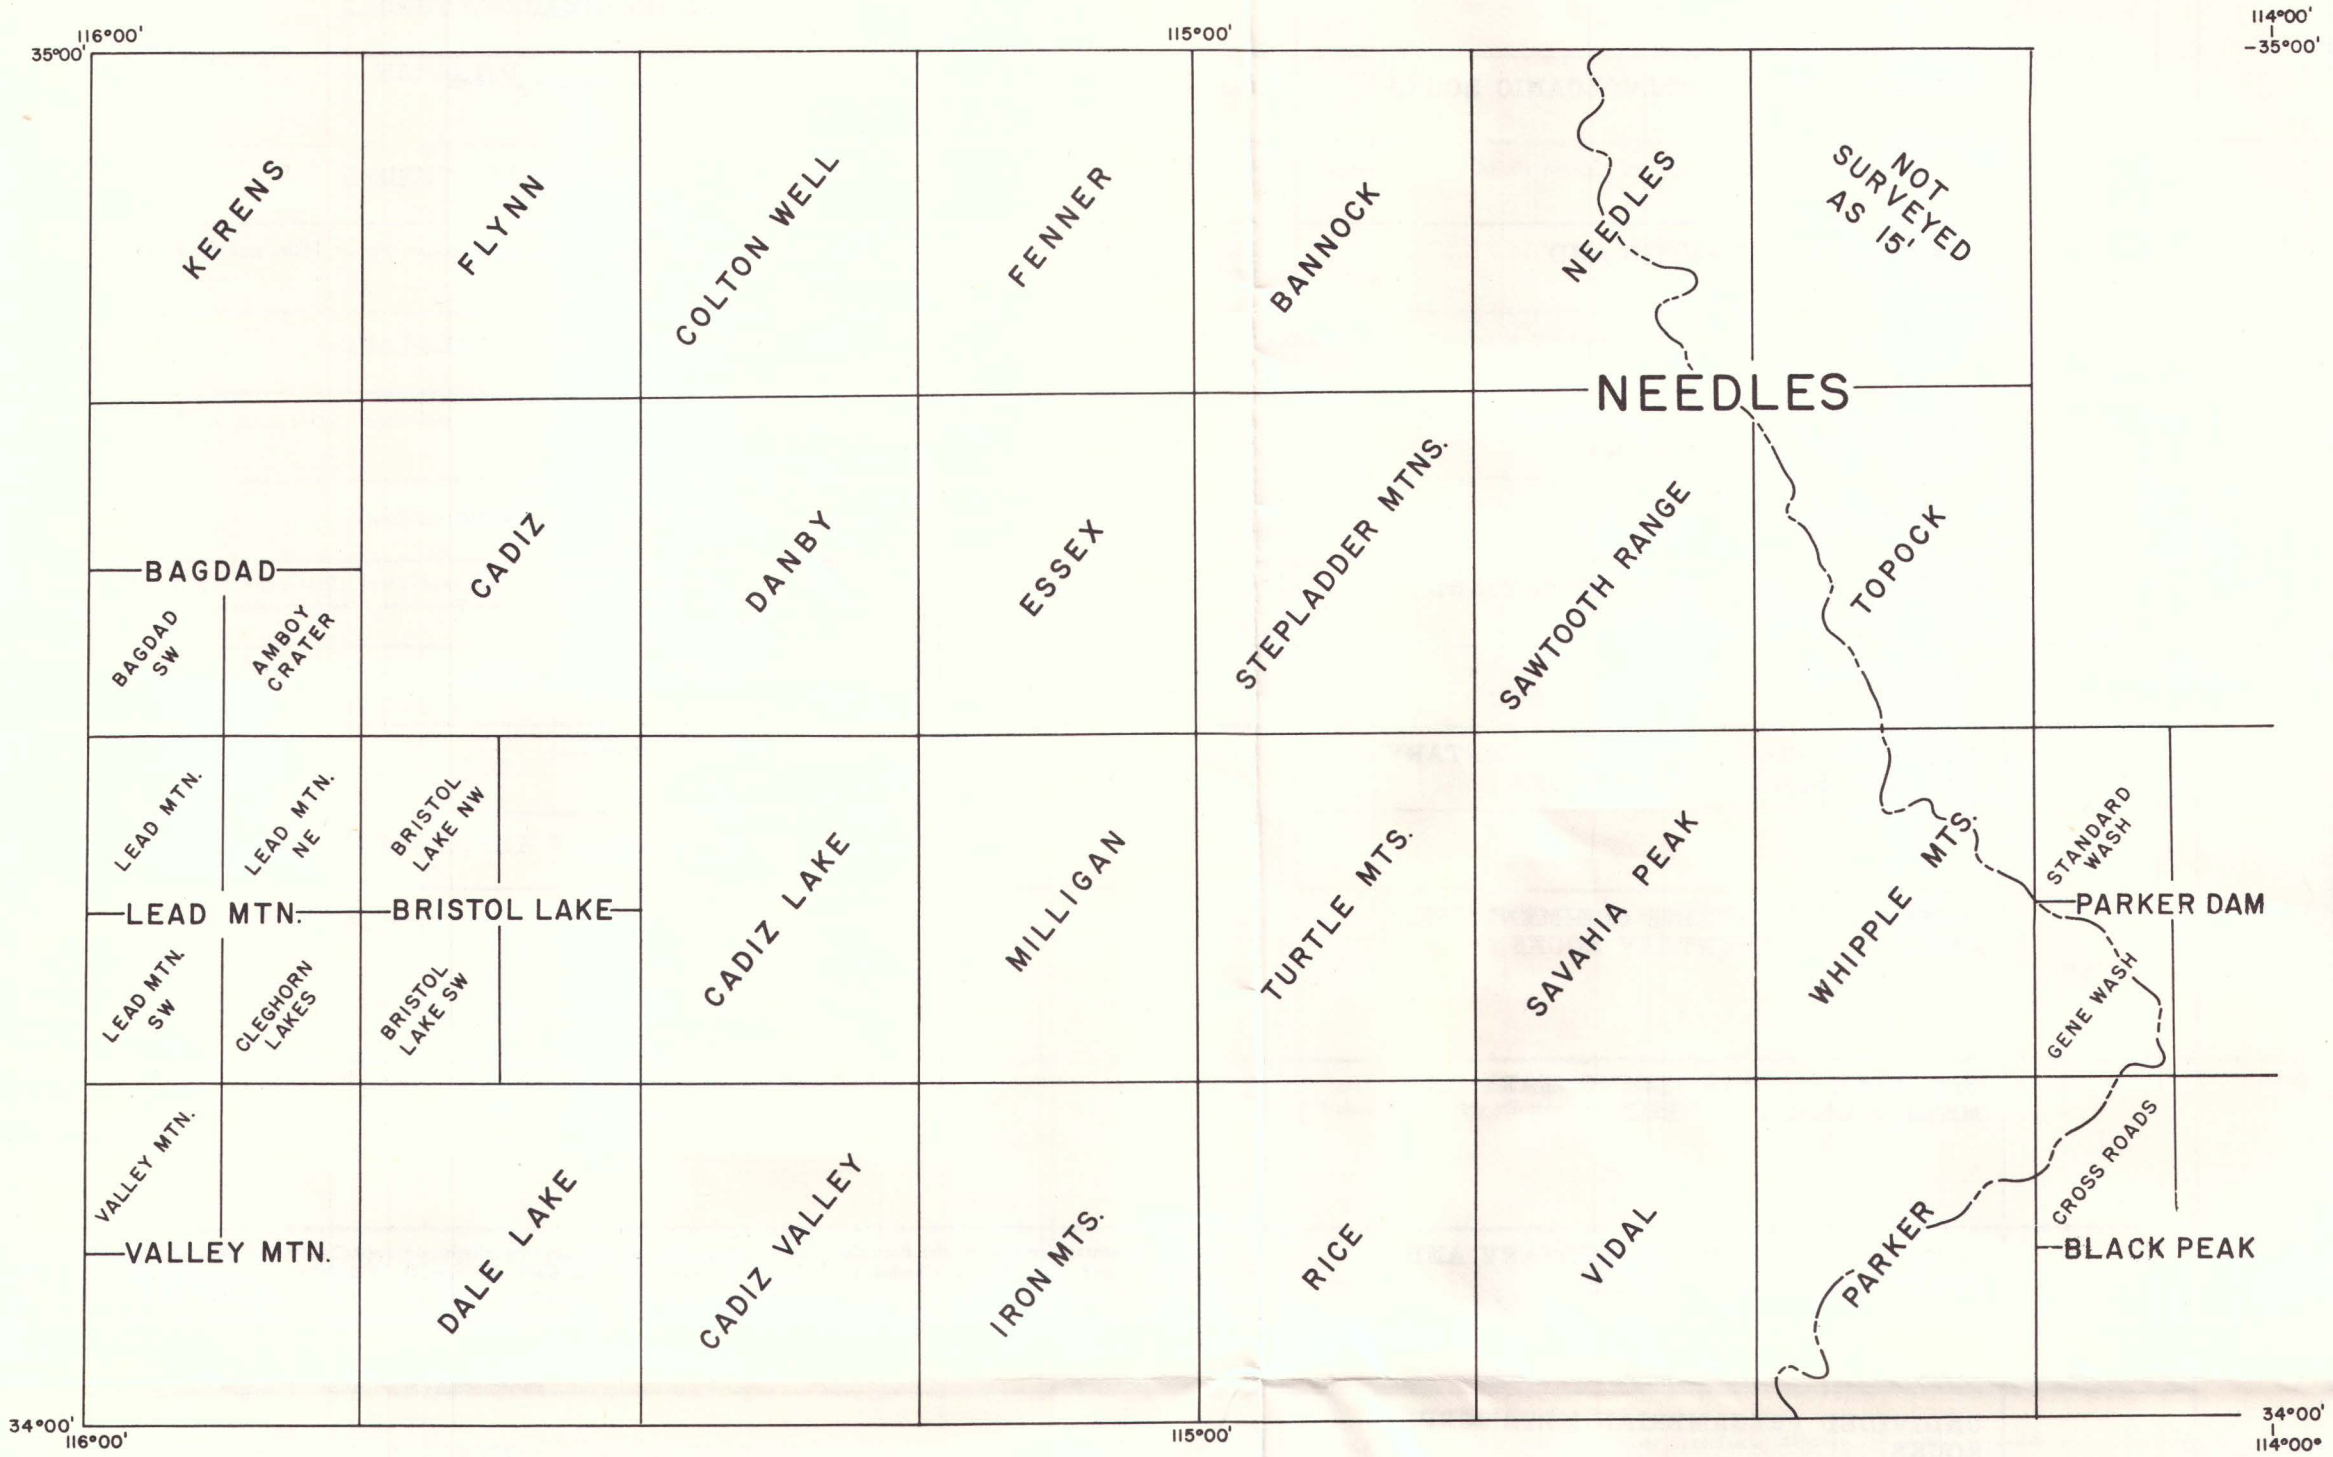 116°00'
115°00'
114°00'
35°00'
-35°00'
KERENS
FLYNN
COLTON WELL
FENNER
BANNOCK
NEEDLES
NOT
SURVEYED
AS 15'
NEEDLES
BAGDAD
BAGDAD
SW
AMBOY
CRATER
CADIZ
DANBY
ESSEX
STEPLADDER MTNS.
SAWTOOTH RANGE
TOPOCK
LEAD MTN.
LEAD MTN.
NE
BRISTOL
LAKE NW
LEAD MTN.
BRISTOL LAKE
LEAD MTN.
SW
CLEGHORN
LAKES
BRISTOL
LAKE SW
CADIZ LAKE
MILLIGAN
TURTLE MTS.
SAVAHIA PEAK
WHIPPLE MTS.
STANDARD
WASH
PARKER DAM
GENE WASH
VALLEY MTN.
VALLEY MTN.
DALE LAKE
CADIZ VALLEY
IRON MTS.
RICE
VIDAL
PARKER
CROSS ROADS
BLACK PEAK
34°00'
34°00'
116°00'
115°00'
114°00°